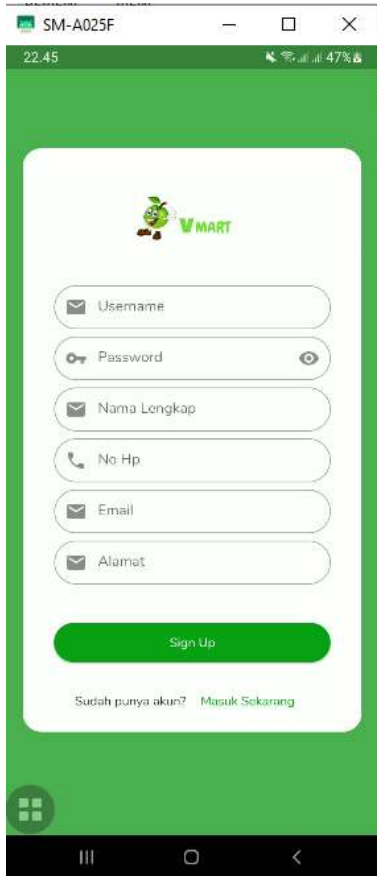 SM-A025F
22.45
47%
V MART
Username
Password
Nama Lengkap
No Hp
Email
Alamat
Sign Up
Sudah punya akun? Masuk Sekarang